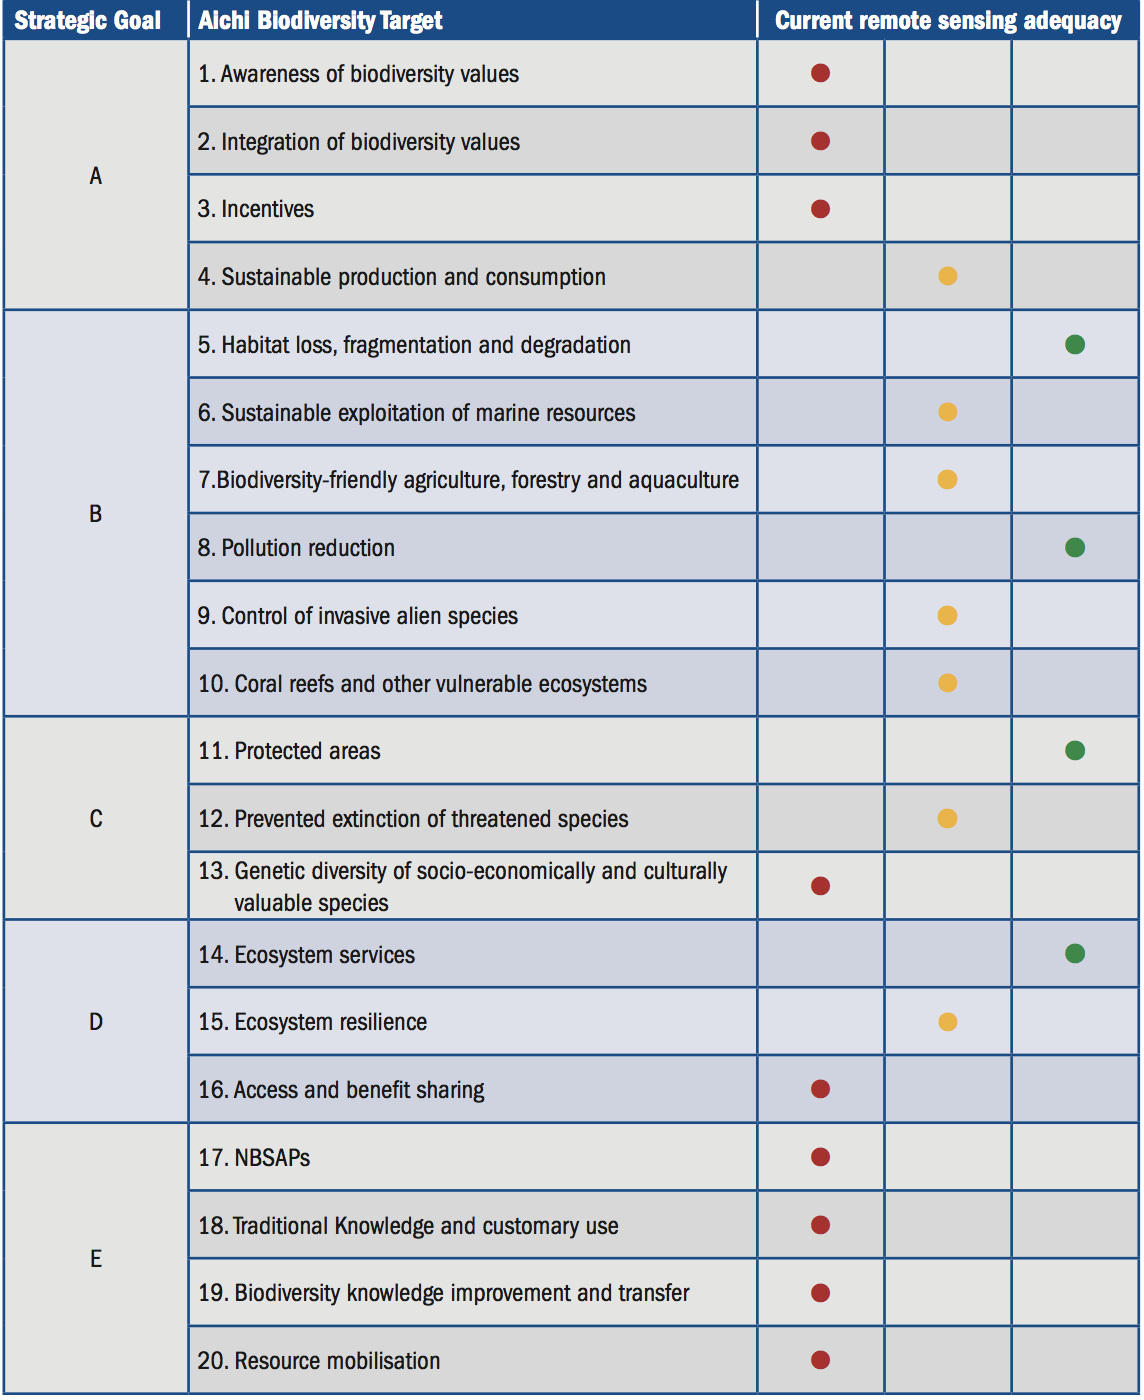 Strategic Goal Aichi Biodiversity Target Current remote sensing adequacy
A
1. Awareness of biodiversity values
2. Integration of biodiversity values
3. Incentives
4. Sustainable production and consumption
B
5. Habitat loss, fragmentation and degradation
6. Sustainable exploitation of marine resources
7.Biodiversity-friendly agriculture, forestry and aquaculture
8. Pollution reduction
9. Control of invasive alien species
10. Coral reefs and other vulnerable ecosystems
C
11. Protected areas
12. Prevented extinction of threatened species
13. Genetic diversity of socio-economically and culturally
valuable species
D
14. Ecosystem services
15. Ecosystem resilience
16. Access and benefit sharing
E
17. NBSAPs
18. Traditional Knowledge and customary use
19. Biodiversity knowledge improvement and transfer
20. Resource mobilisation